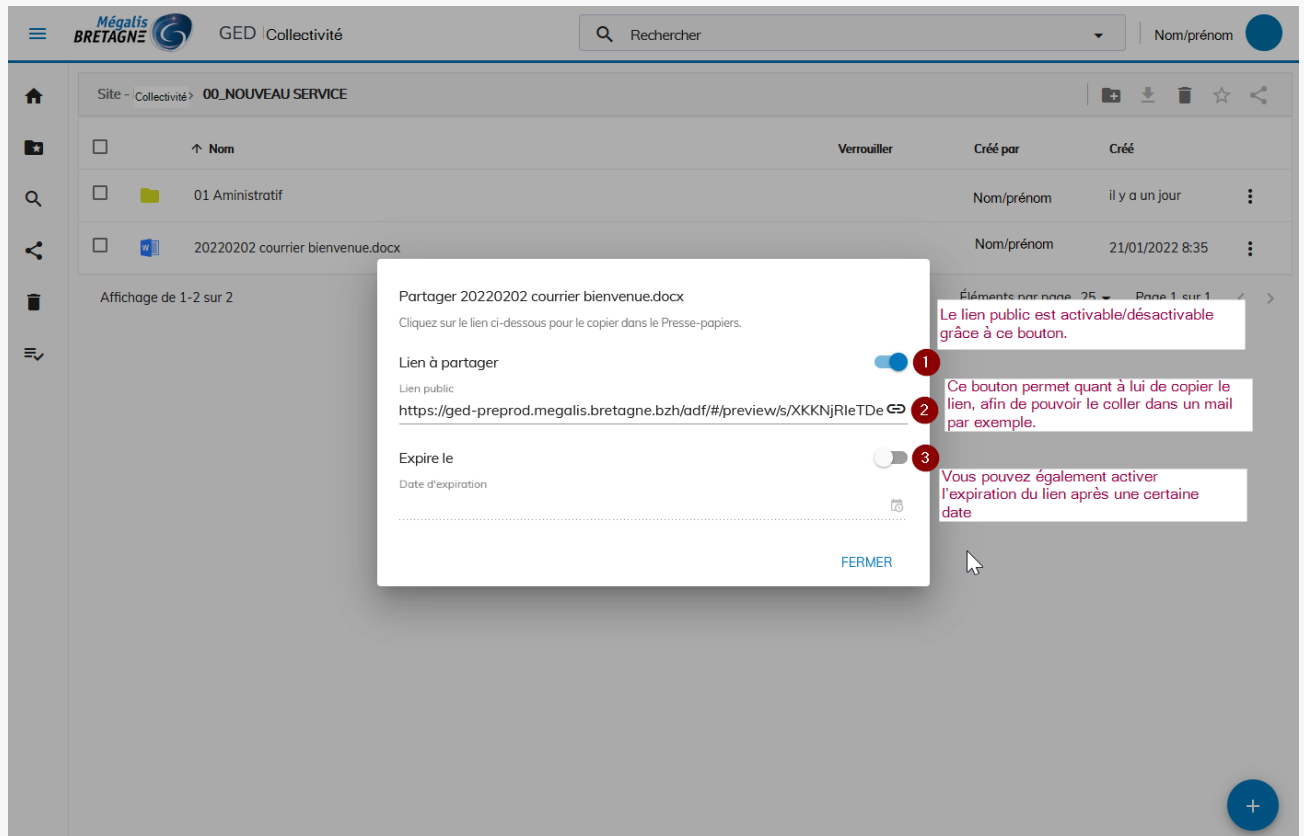 Mégalis
BRETAGNE
GED
Collectivité
Rechercher
Nom/prénom
Site -
Collectivité
>
00_NOUVEAU SERVICE
Nom
Verrouiller
Créé par
Créé
01 Aministratif
Nom/prénom
il y a un jour
W
20220202 courrier bienvenue.docx
Nom/prénom
21/01/2022 8:35
Affichage de 1-2 sur 2
Éléments par page
25
Page 1 sur 1
Partager 20220202 courrier bienvenue.docx
Cliquez sur le lien ci-dessous pour le copier dans le Presse-papiers.
Lien à partager
1
Le lien public est activable/désactivable
grâce à ce bouton.
Lien public
https://ged-preprod.megalis.bretagne.bzh/adf/#/preview/s/XKKNjRIeTDe
2
Ce bouton permet quant à lui de copier le
lien, afin de pouvoir le coller dans un mail
par exemple.
Expire le
3
Date d'expiration
Vous pouvez également activer
l'expiration du lien après une certaine
date
FERMER